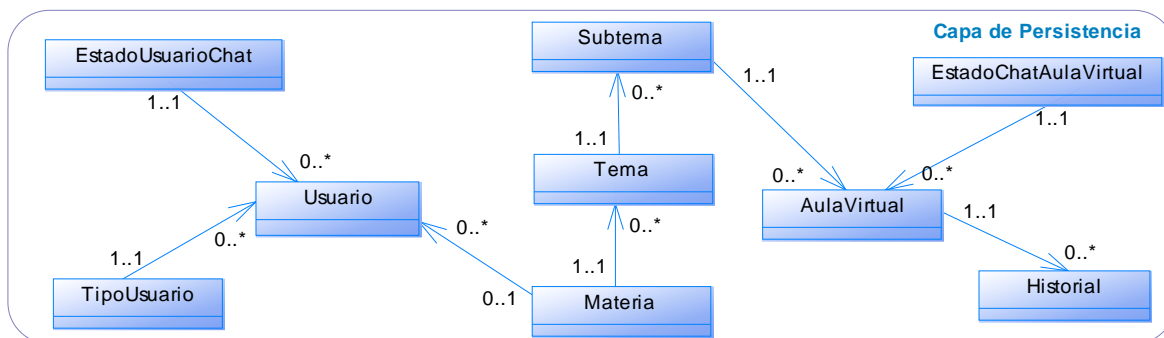 Capa de Persistencia
Subtema
EstadoUsuarioChat
EstadoChatAulaVirtual
1..1
1..1
0..*
1..1
1..1
0..*
Tema
0..*
0..*
Usuario
AulaVirtual
0..*
0..*
0..*
1..1
1..1
1..1
0..*
TipoUsuario
0..1
Materia
Historial